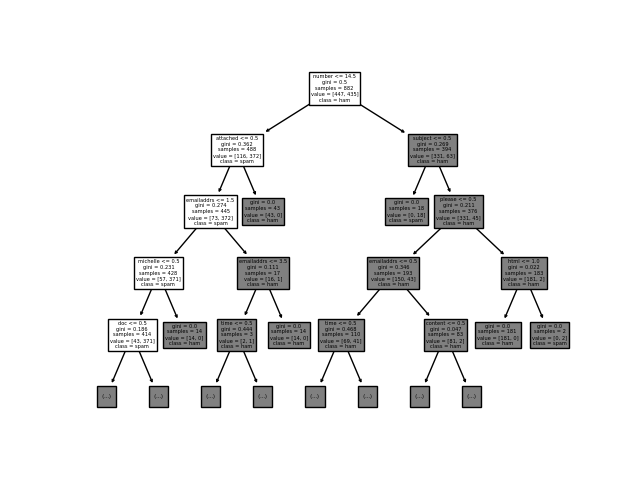 number <= 14.5
gini = 0.5
samples = 882
value = [447, 435]
class = ham
attached <= 0.5
gini = 0.362
samples = 488
value = [116, 372]
class = spam
subject <= 0.5
gini = 0.269
samples = 394
value = [331, 63]
class = ham
emailaddrs <= 1.5
gini = 0.274
samples = 445
value = [73, 372]
class = spam
gini = 0.0
samples = 43
value = [43, 0]
class = ham
gini = 0.0
samples = 18
value = [0, 18]
class = spam
please <= 0.5
gini = 0.211
samples = 376
value = [331, 45]
class = ham
michelle <= 0.5
gini = 0.231
samples = 428
value = [57, 371]
class = spam
emailaddrs <= 3.5
gini = 0.111
samples = 17
value = [16, 1]
class = ham
emailaddrs <= 0.5
gini = 0.346
samples = 193
value = [150, 43]
class = ham
html <= 1.0
gini = 0.022
samples = 183
value = [181, 2]
class = ham
doc <= 0.5
gini = 0.186
samples = 414
value = [43, 371]
class = spam
gini = 0.0
samples = 14
value = [14, 0]
class = ham
time <= 0.5
gini = 0.444
samples = 3
value = [2, 1]
class = ham
gini = 0.0
samples = 14
value = [14, 0]
class = ham
time <= 0.5
gini = 0.468
samples = 110
value = [69, 41]
class = ham
content <= 0.5
gini = 0.047
samples = 83
value = [81, 2]
class = ham
gini = 0.0
samples = 181
value = [181, 0]
class = ham
gini = 0.0
samples = 2
value = [0, 2]
class = spam
(...)
(...)
(...)
(...)
(...)
(...)
(...)
(...)